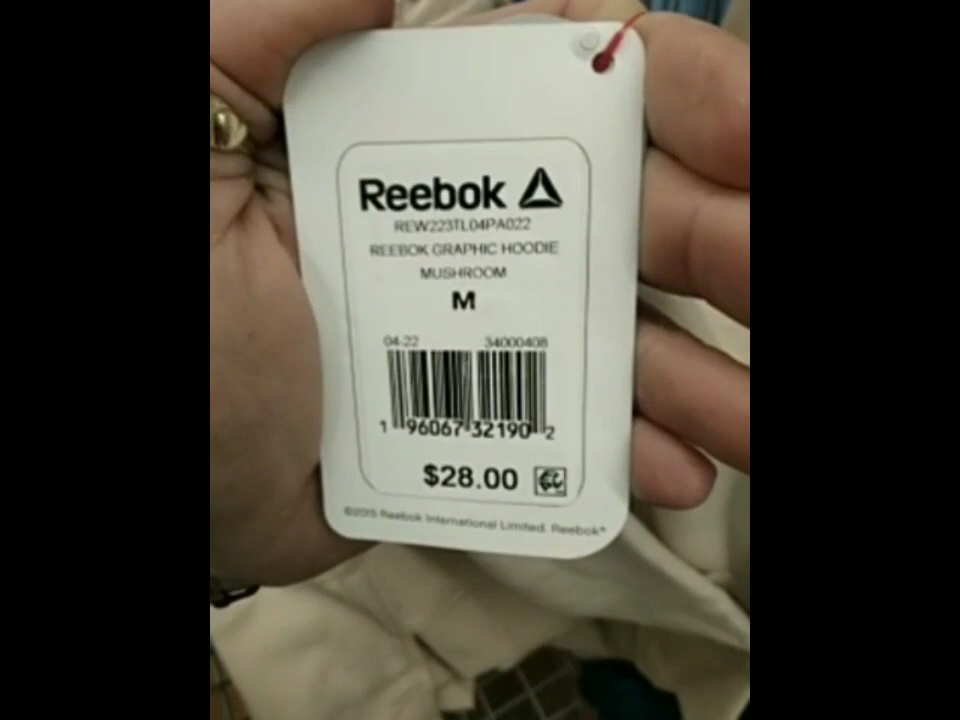 Reebok
REW223TL04PA022
REEBOK GRAPHIC HOODIE
MUSHROOM
M
04-22 34000408
1 96067 32190 2
$28.00
©2015 Reebok International Limited. Reebok®